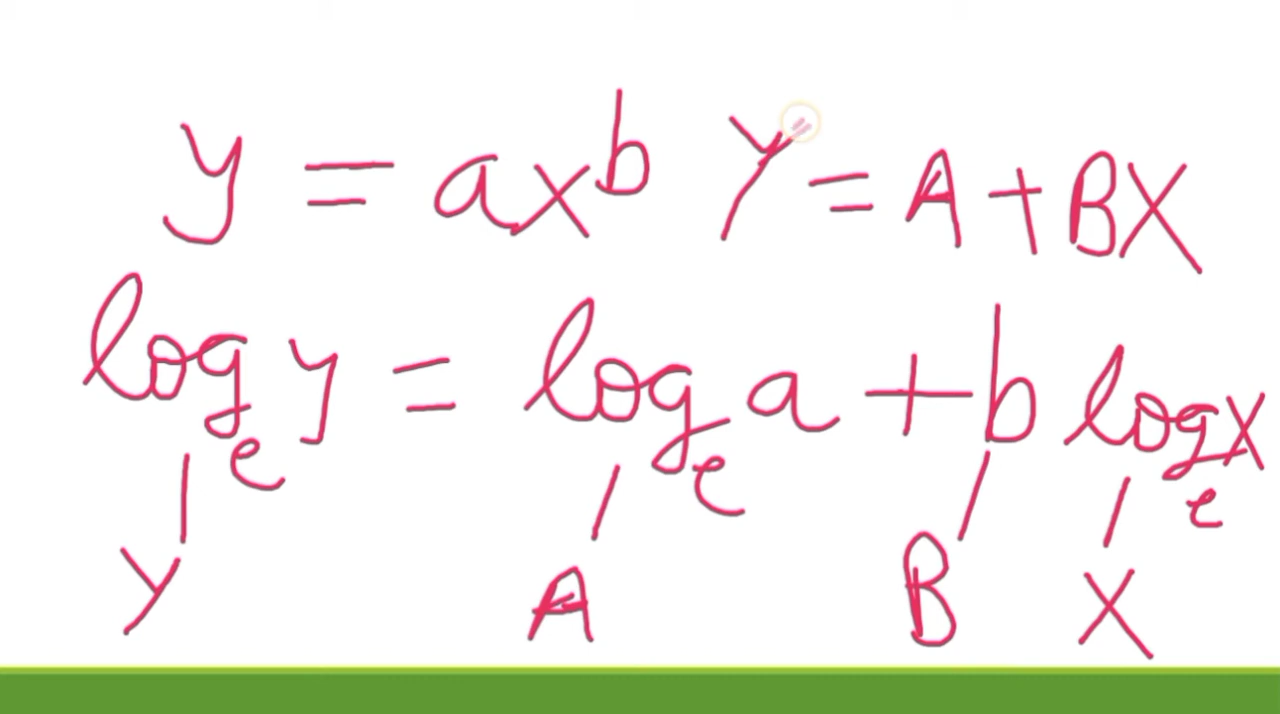 y = ax^b Y = A + BX
log_e y = log_e a + b log_e x
Y A B X